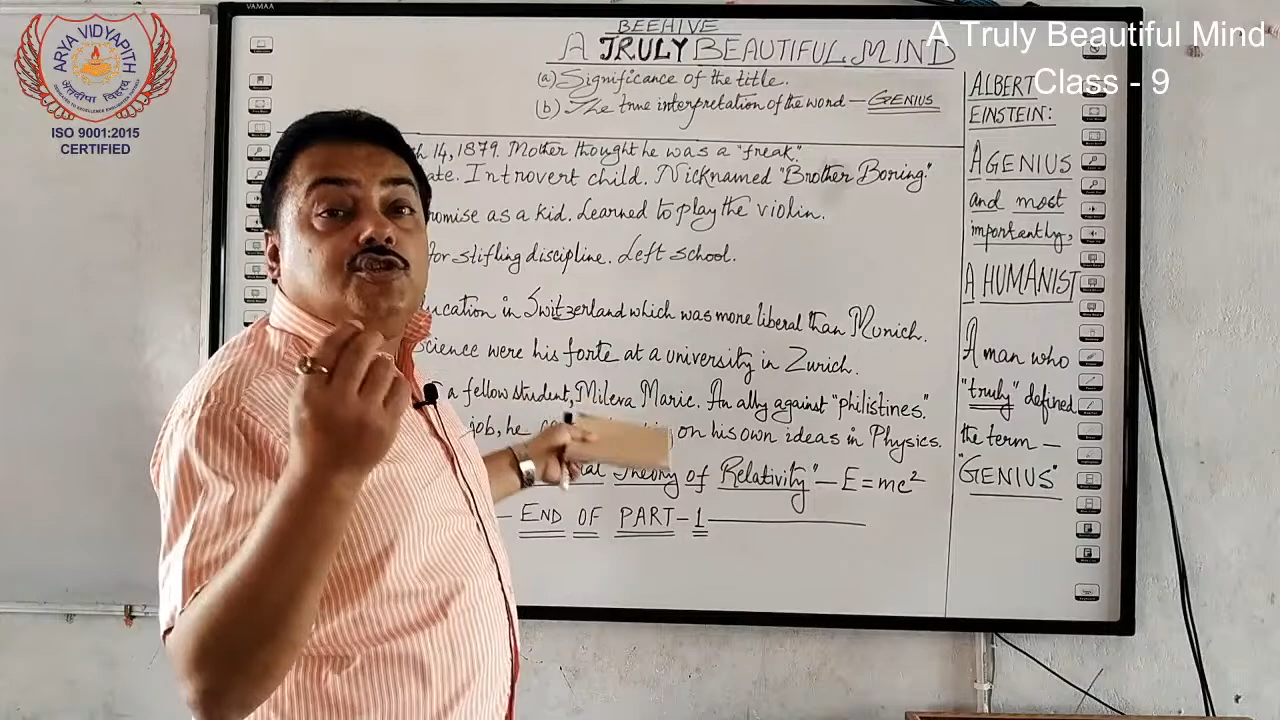 VAMAA
ARYA VIDYAPITH
ISO 9001:2015
CERTIFIED
A Truly Beautiful Mind
Class - 9
BEEHIVE
A TRULY BEAUTIFUL MIND
(a) Significance of the title.
(b) The true interpretation of the word — GENIUS
14, 1879. Mother thought he was a "freak".
Introvert child. Nicknamed "Brother Boring."
as a kid. Learned to play the violin.
for stifling discipline. Left school.
in Switzerland which was more liberal than Munich.
Science were his forte at a university in Zurich.
a fellow student, Mileva Maric. An ally against "philistines".
job, he on his own ideas in Physics.
Theory of Relativity — E = mc²
— END OF PART - 1 —
ALBERT
EINSTEIN:
A GENIUS
and most
importantly,
A HUMANIST
A man who
"truly" defined
the term —
"GENIUS"